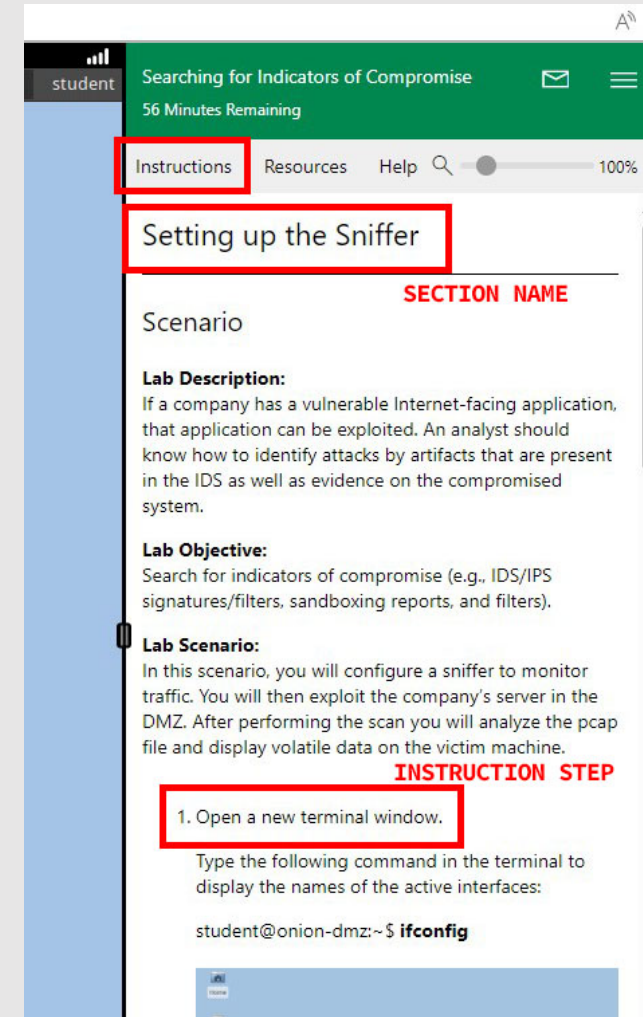 student
Searching for Indicators of Compromise
56 Minutes Remaining
Instructions
Resources
Help
100%
Setting up the Sniffer
SECTION NAME
Scenario
Lab Description:
If a company has a vulnerable Internet-facing application,
that application can be exploited. An analyst should
know how to identify attacks by artifacts that are present
in the IDS as well as evidence on the compromised
system.
Lab Objective:
Search for indicators of compromise (e.g., IDS/IPS
signatures/filters, sandboxing reports, and filters).
Lab Scenario:
In this scenario, you will configure a sniffer to monitor
traffic. You will then exploit the company's server in the
DMZ. After performing the scan you will analyze the pcap
file and display volatile data on the victim machine.
INSTRUCTION STEP
1. Open a new terminal window.
Type the following command in the terminal to
display the names of the active interfaces:
student@onion-dmz:~$ ifconfig
Home